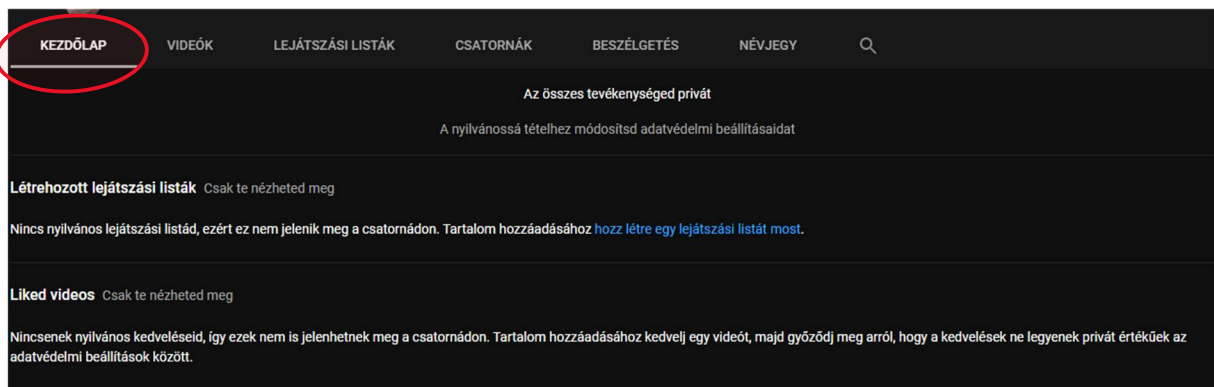 KEZDŐLAP VIDEÓK LEJÁTSZÁSI LISTÁK CSATORNÁK BESZÉLGETÉS NÉVJEGY
Az összes tevékenységed privát
A nyilvánossá tételhez módosítsd adatvédelmi beállításaidat
Létrehozott lejátszási listák Csak te nézheted meg
Nincs nyilvános lejátszási listád, ezért ez nem jelenik meg a csatornádon. Tartalom hozzáadásához hozz létre egy lejátszási listát most.
Liked videos Csak te nézheted meg
Nincsenek nyilvános kedveléseid, így ezek nem is jelenhetnek meg a csatornádon. Tartalom hozzáadásához kedvelj egy videót, majd győződj meg arról, hogy a kedvelések ne legyenek privát értékűek az
adatvédelmi beállítások között.